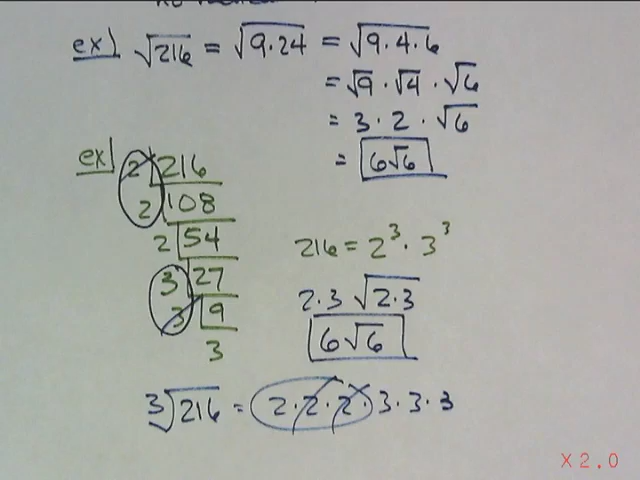 ex) √216 = √9·24 = √9·4·6
= √9 · √4 · √6
= 3 · 2 · √6
= 6√6
ex) 2 216
2 108
2 54
3 27
3 9
3
216 = 2³ · 3³
2·3 √2·3
6√6
³√216 = 2·2·2·3·3·3
X2.0